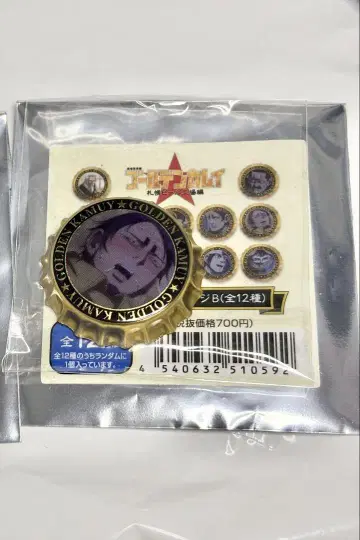 ゴールデンカムイ
札幌ビール工場編
GOLDEN KAMUY★GOLDEN KAMUY★GOLDEN KAMUY★
ジB(全12種)
税抜価格700円)
全12
全12種のうちランダムに
1個入っています。
4 540632 510592